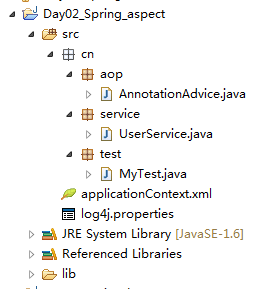 Day02_Spring_aspect
src
cn
aop
AnnotationAdvice.java
service
UserService.java
test
MyTest.java
applicationContext.xml
log4j.properties
JRE System Library [JavaSE-1.6]
Referenced Libraries
lib